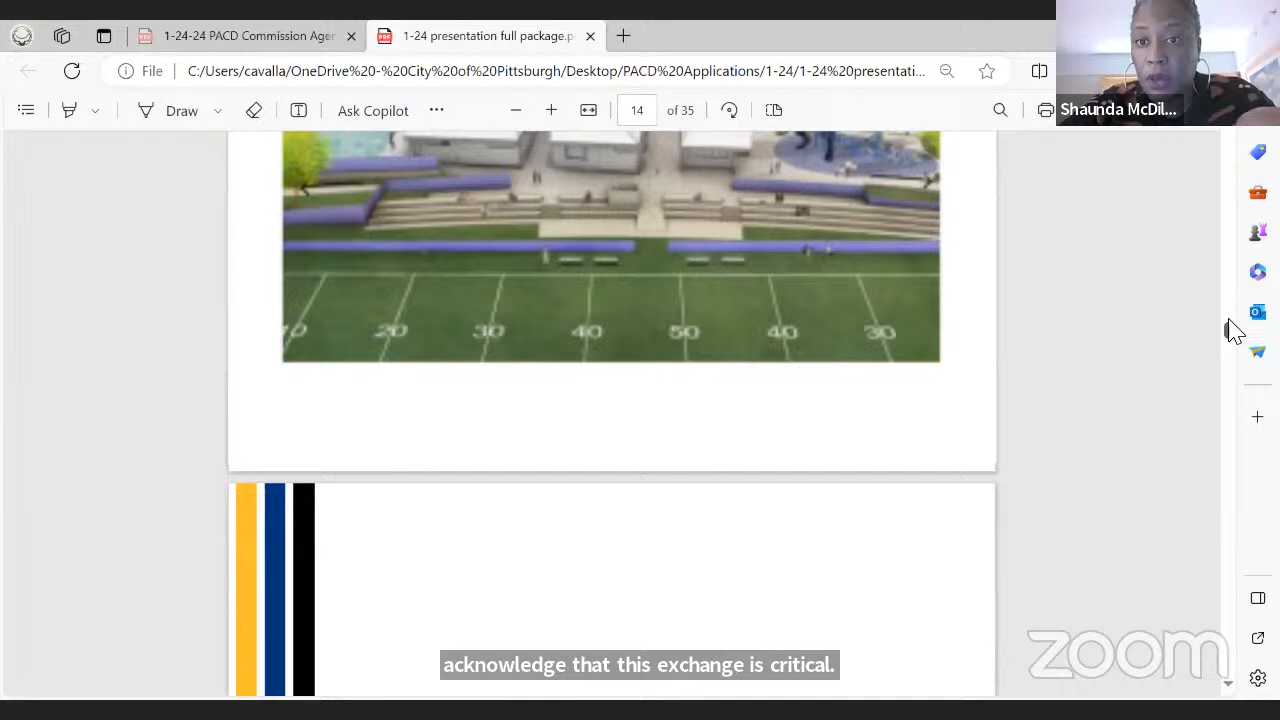 1-24-24 PACD Commission Ager
1-24 presentation full package.p
File
C:/Users/cavalla/OneDrive%20-%20City%20of%20Pittsburgh/Desktop/PACD%20Applications/1-24/1-24%20presentati...
Draw
Ask Copilot
14 of 35
Shaunda McDil...
20 30 40 50 40 30
acknowledge that this exchange is critical.
zoom